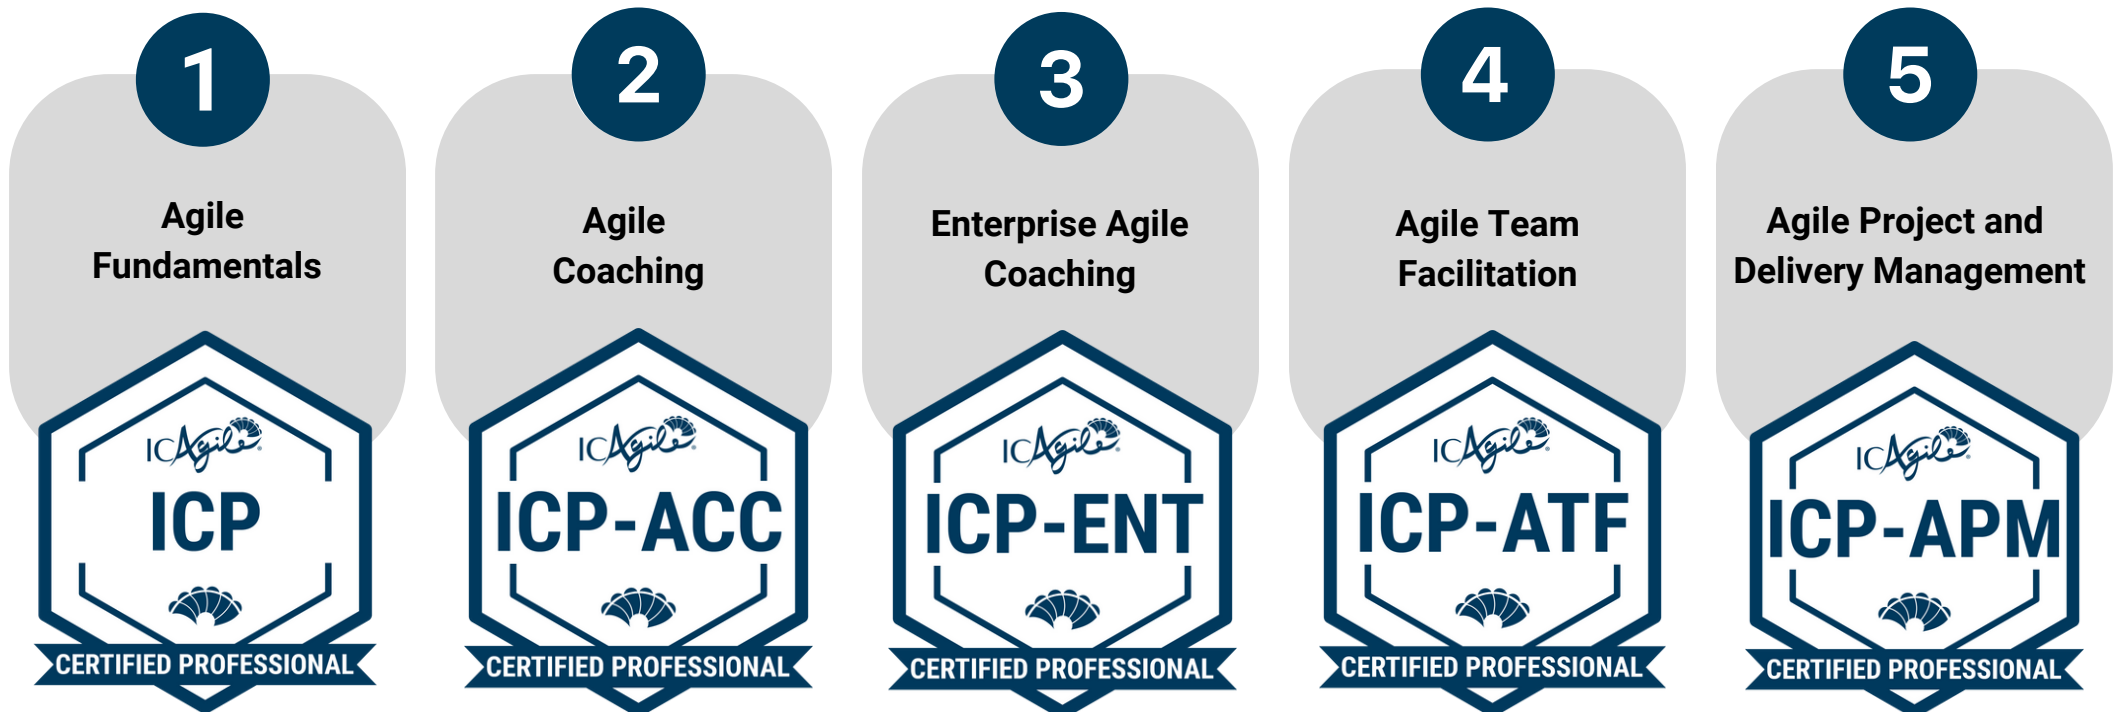 1
Agile
Fundamentals
ICAgile
ICP
CERTIFIED PROFESSIONAL
2
Agile
Coaching
ICAgile
ICP-ACC
CERTIFIED PROFESSIONAL
3
Enterprise Agile
Coaching
ICAgile
ICP-ENT
CERTIFIED PROFESSIONAL
4
Agile Team
Facilitation
ICAgile
ICP-ATF
CERTIFIED PROFESSIONAL
5
Agile Project and
Delivery Management
ICAgile
ICP-APM
CERTIFIED PROFESSIONAL